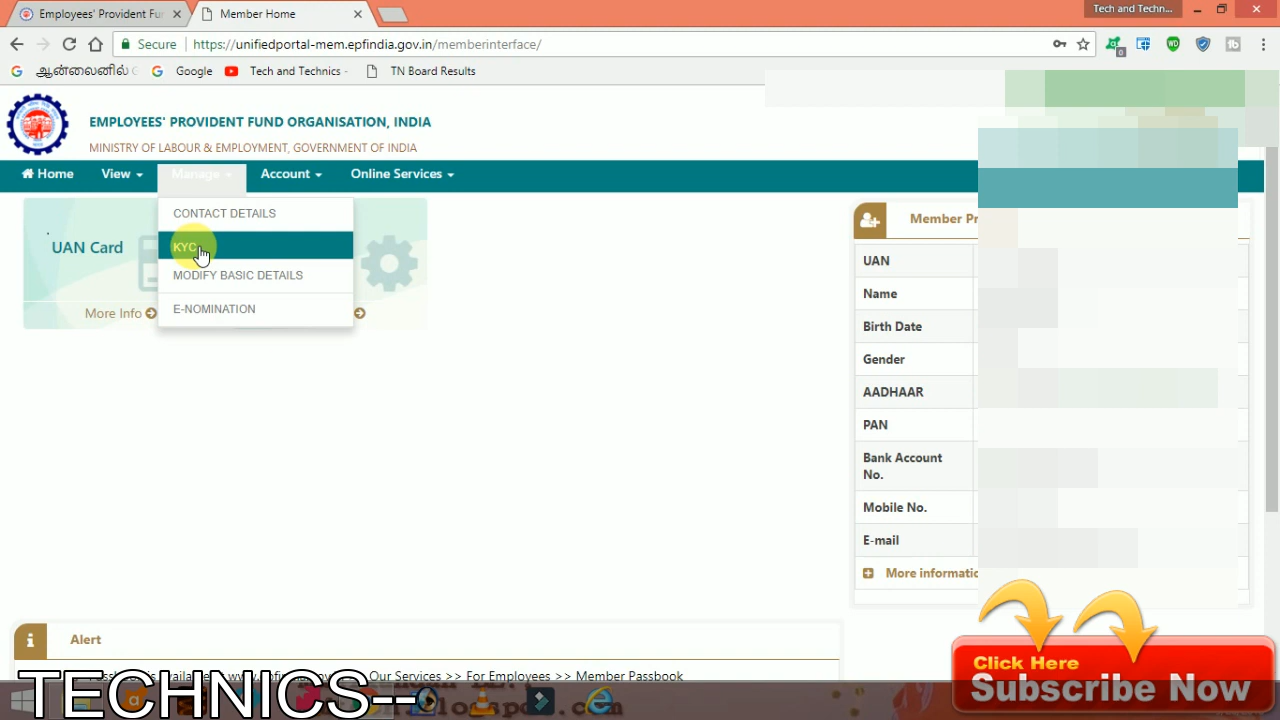 Employees' Provident Fu
Member Home
Tech and Techn...
Secure
https://unifiedportal-mem.epfindia.gov.in/memberinterface/
ஆன்லைனில்
Google
Tech and Technics -
TN Board Results
EMPLOYEES' PROVIDENT FUND ORGANISATION, INDIA
MINISTRY OF LABOUR & EMPLOYMENT, GOVERNMENT OF INDIA
Home
View
Manage
Account
Online Services
CONTACT DETAILS
KYC
MODIFY BASIC DETAILS
E-NOMINATION
UAN Card
More Info
Member Pr
UAN
Name
Birth Date
Gender
AADHAAR
PAN
Bank Account
No.
Mobile No.
E-mail
More informatio
Alert
Our Services >> For Employees >> Member Passbook
TECHNICS--
Click Here
Subscribe Now